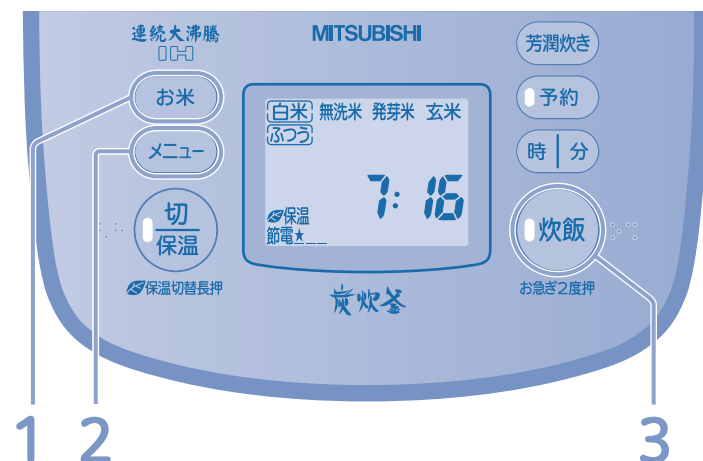 連続大沸騰
IH
MITSUBISHI
芳潤炊き
お米
予約
メニュー
時 分
白米 無洗米 発芽米 玄米
ふつう
7:16
保温
節電★__
切
保温
炊飯
保温切替長押
お急ぎ2度押
炭炊釜
1
2
3